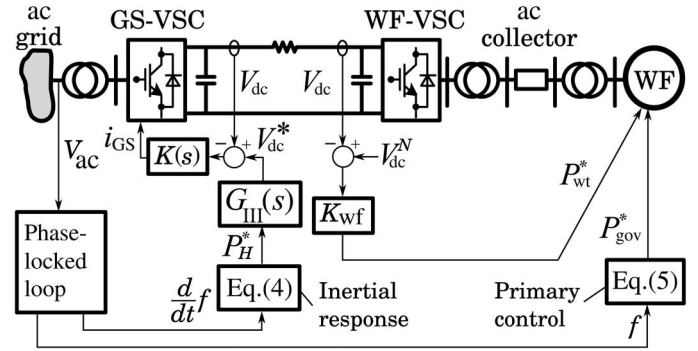 ac
grid
GS-VSC
WF-VSC
ac
collector
WF
V_dc
V_dc
i_GS
K(s)
−
+
V_dc*
−
+
V_dc^N
V_ac
G_III(s)
K_wf
P_wt^*
P_H^*
P_gov^*
Phase-
locked
loop
d/dt f
Eq.(4)
Inertial
response
Primary
control
Eq.(5)
f